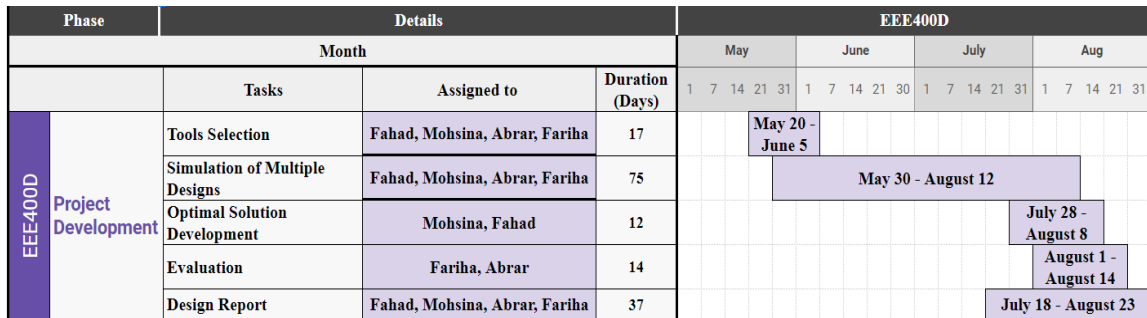 Phase Details EEE400D
Month May June July Aug
Tasks Assigned to Duration (Days) 1 7 14 21 31 1 7 14 21 30 1 7 14 21 31 1 7 14 21 31
EEE400D
Project Development
Tools Selection Fahad, Mohsina, Abrar, Fariha 17 May 20 - June 5
Simulation of Multiple Designs Fahad, Mohsina, Abrar, Fariha 75 May 30 - August 12
Optimal Solution Development Mohsina, Fahad 12 July 28 - August 8
Evaluation Fariha, Abrar 14 August 1 - August 14
Design Report Fahad, Mohsina, Abrar, Fariha 37 July 18 - August 23